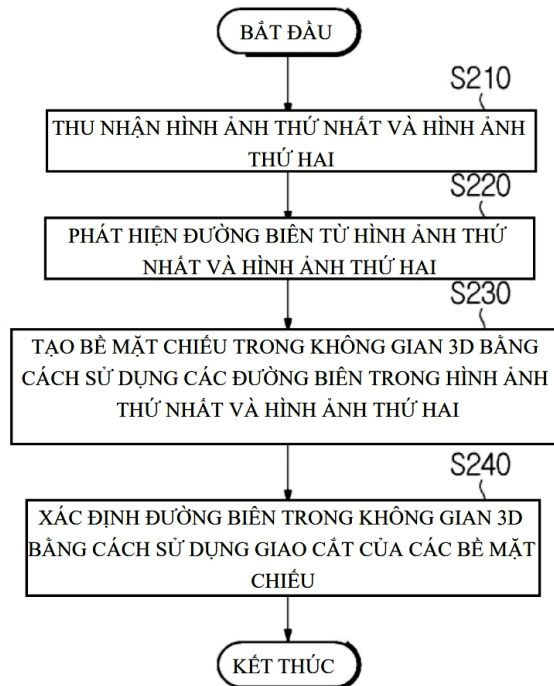 BẮT ĐẦU
S210
THU NHẬN HÌNH ẢNH THỨ NHẤT VÀ HÌNH ẢNH
THỨ HAI
S220
PHÁT HIỆN ĐƯỜNG BIÊN TỪ HÌNH ẢNH THỨ
NHẤT VÀ HÌNH ẢNH THỨ HAI
S230
TẠO BỀ MẶT CHIẾU TRONG KHÔNG GIAN 3D BẰNG
CÁCH SỬ DỤNG CÁC ĐƯỜNG BIÊN TRONG HÌNH ẢNH
THỨ NHẤT VÀ HÌNH ẢNH THỨ HAI
S240
XÁC ĐỊNH ĐƯỜNG BIÊN TRONG KHÔNG GIAN 3D
BẰNG CÁCH SỬ DỤNG GIAO CẮT CỦA CÁC BỀ MẶT
CHIẾU
KẾT THÚC